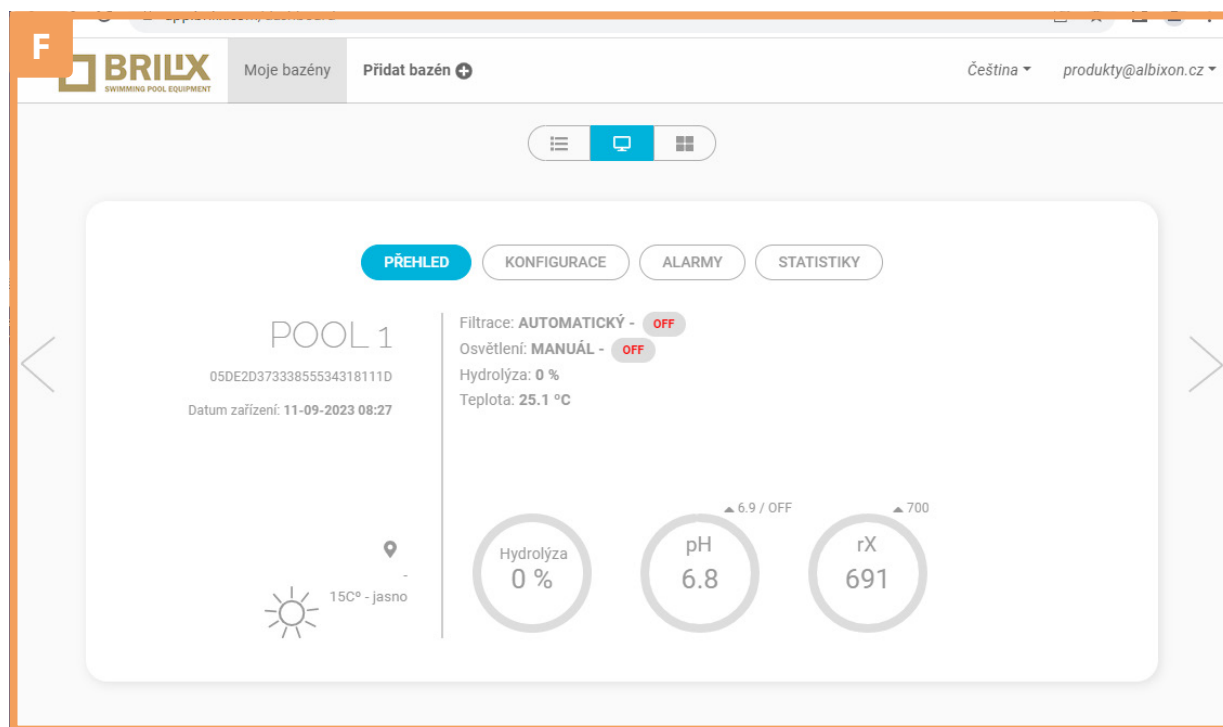 F
BRILIX
SWIMMING POOL EQUIPMENT
Moje bazény
Přidat bazén
Čeština
produkty@albixon.cz
PŘEHLED
KONFIGURACE
ALARMY
STATISTIKY
POOL 1
05DE2D37333855534318111D
Datum zařízení: 11-09-2023 08:27
Filtrace: AUTOMATICKÝ - OFF
Osvětlení: MANUÁL - OFF
Hydrolýza: 0 %
Teplota: 25.1 ºC
-
15Cº - jasno
Hydrolýza
0 %
6.9 / OFF
pH
6.8
700
rX
691